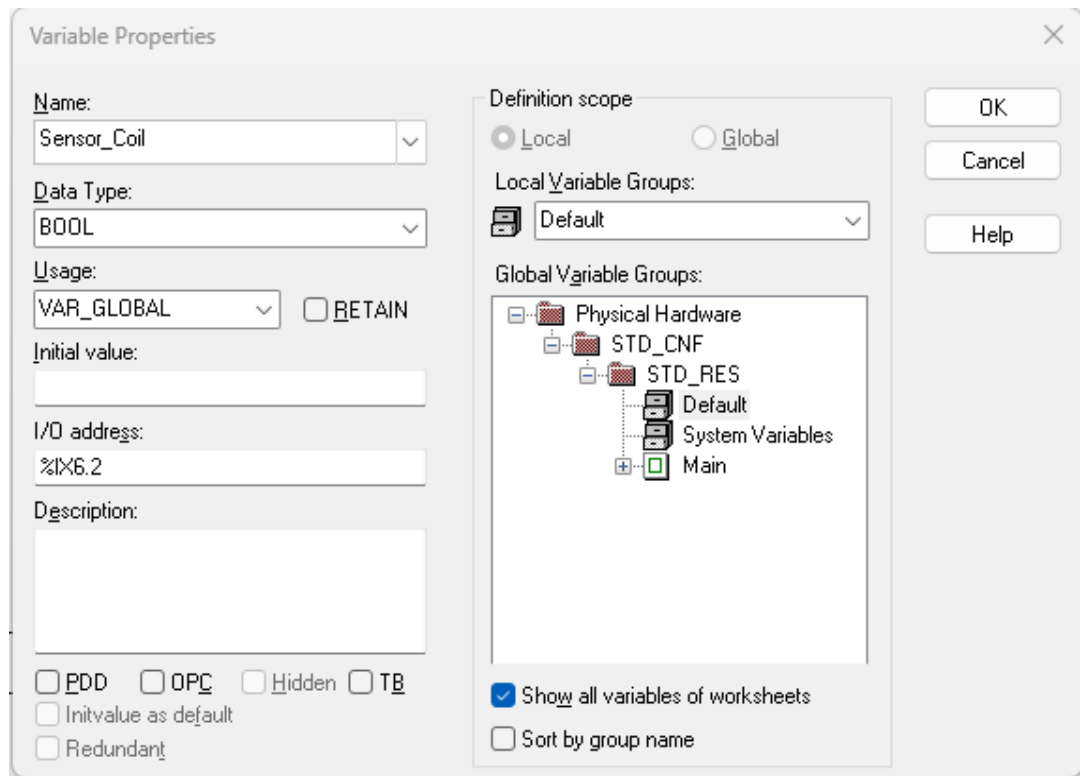 Variable Properties
Name:
Sensor_Coil
Data Type:
BOOL
Usage:
VAR_GLOBAL
RETAIN
Initial value:
I/O address:
%IX6.2
Description:
PDD OPC Hidden TB
Initvalue as default
Redundant
Definition scope
Local Global
Local Variable Groups:
Default
Global Variable Groups:
Physical Hardware
STD_CNF
STD_RES
Default
System Variables
Main
Show all variables of worksheets
Sort by group name
OK
Cancel
Help